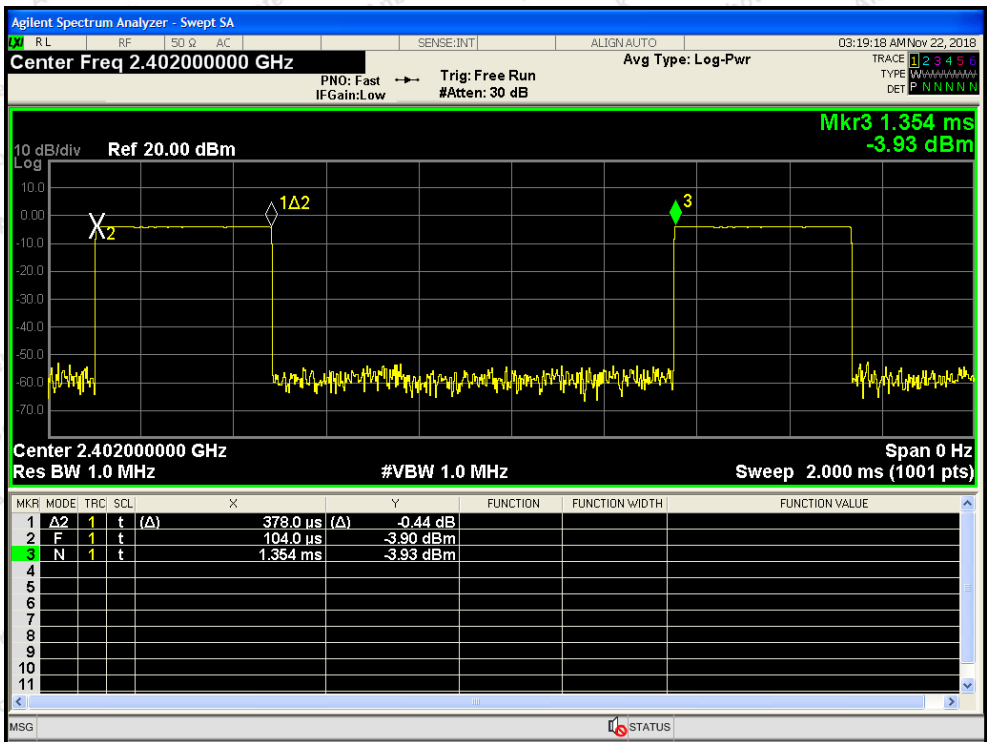 Agilent Spectrum Analyzer - Swept SA
LXI RL RF 50 Ω AC SENSE:INT ALIGN AUTO 03:19:18 AM Nov 22, 2018
Center Freq 2.402000000 GHz Avg Type: Log-Pwr TRACE 1 2 3 4 5 6
PNO: Fast Trig: Free Run TYPE WWWWWW
IFGain:Low #Atten: 30 dB DET P N N N N N
Mkr3 1.354 ms
10 dB/div Ref 20.00 dBm -3.93 dBm
Log
10.0
1Δ2 3
0.00
2
-10.0
-20.0
-30.0
-40.0
-50.0
-60.0
-70.0
Center 2.402000000 GHz Span 0 Hz
Res BW 1.0 MHz #VBW 1.0 MHz Sweep 2.000 ms (1001 pts)
MKR MODE TRC SCL X Y FUNCTION FUNCTION WIDTH FUNCTION VALUE
1 Δ2 1 t (Δ) 378.0 µs (Δ) -0.44 dB
2 F 1 t 104.0 µs -3.90 dBm
3 N 1 t 1.354 ms -3.93 dBm
4
5
6
7
8
9
10
11
MSG STATUS